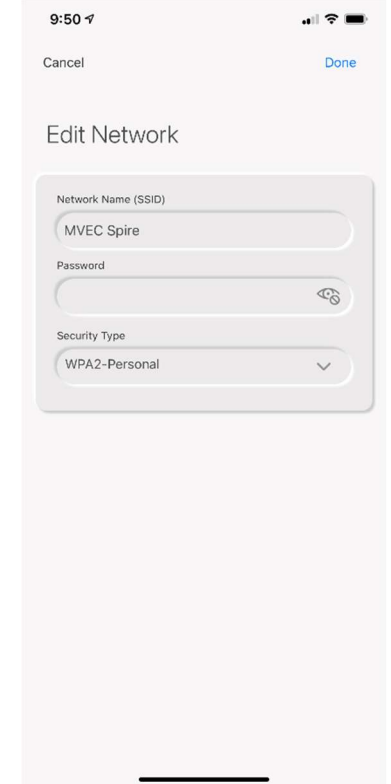 9:50
Cancel
Done
Edit Network
Network Name (SSID)
MVEC Spire
Password
Security Type
WPA2-Personal